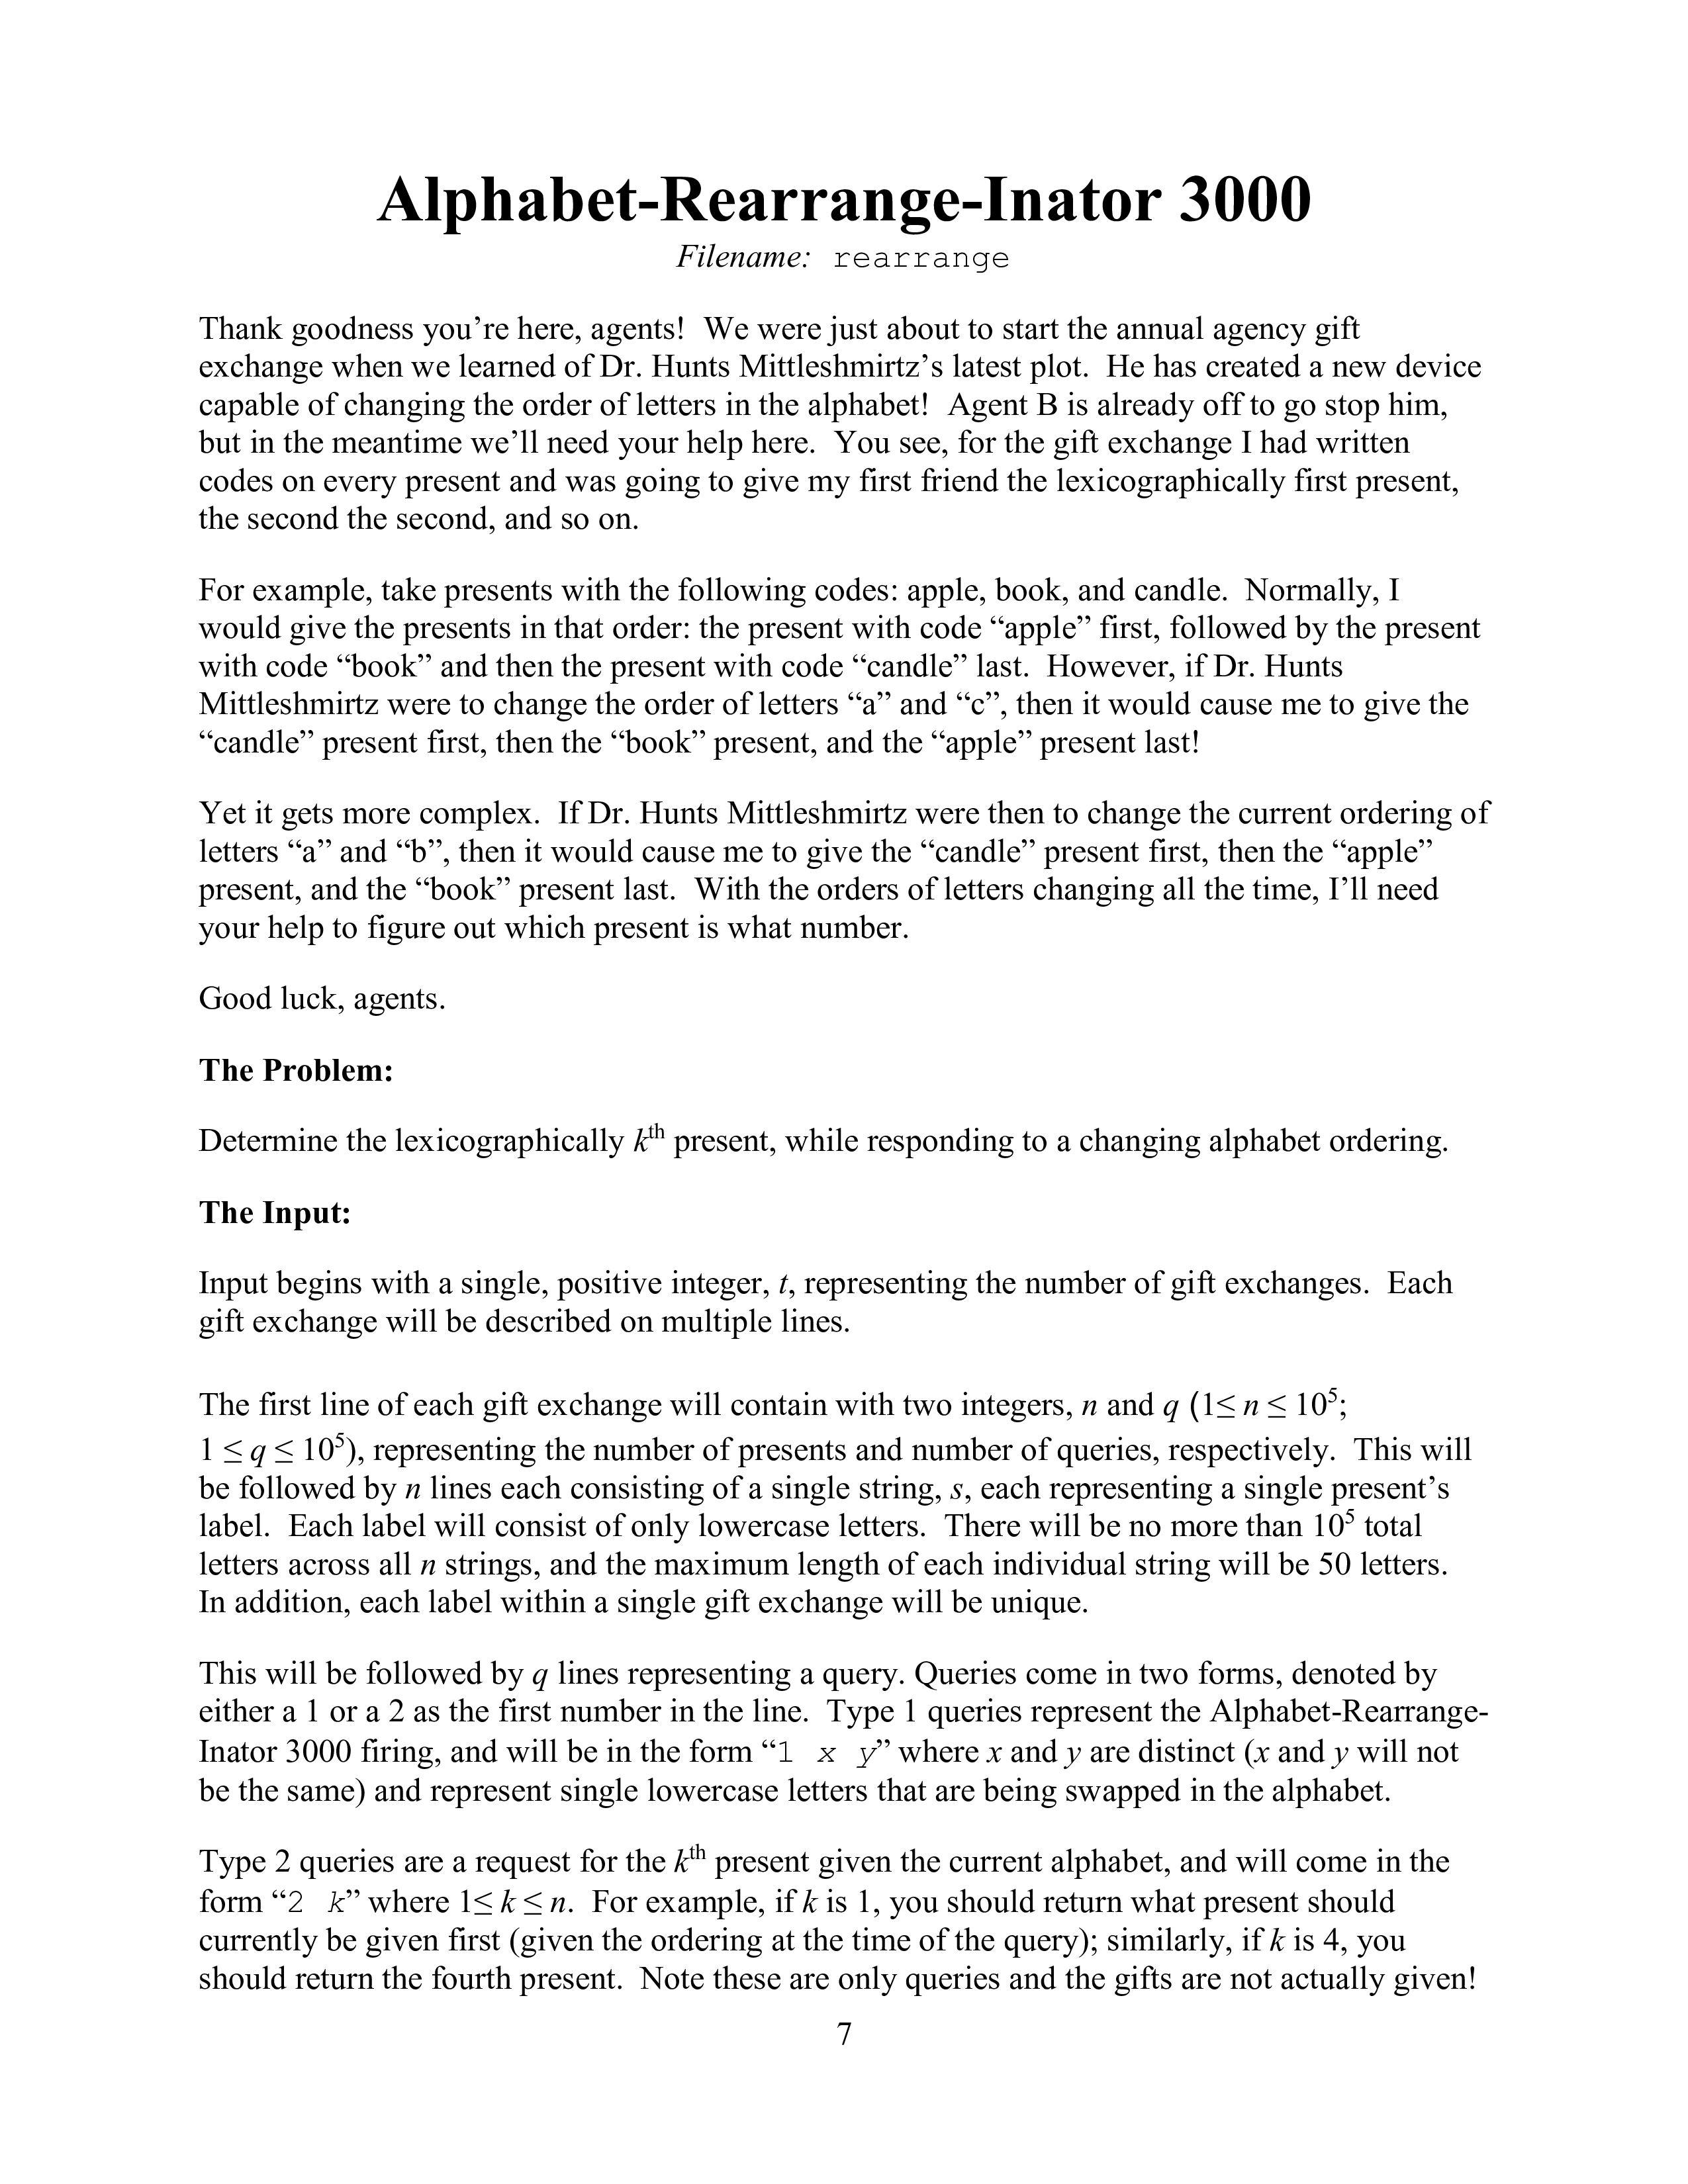 Alphabet-Rearrange-Inator 3000
Filename: rearrange
Thank goodness you’re here, agents! We were just about to start the annual agency gift
exchange when we learned of Dr. Hunts Mittleshmirtz’s latest plot. He has created a new device
capable of changing the order of letters in the alphabet! Agent B is already off to go stop him,
but in the meantime we’ll need your help here. You see, for the gift exchange I had written
codes on every present and was going to give my first friend the lexicographically first present,
the second the second, and so on.
For example, take presents with the following codes: apple, book, and candle. Normally, I
would give the presents in that order: the present with code “apple” first, followed by the present
with code “book” and then the present with code “candle” last. However, if Dr. Hunts
Mittleshmirtz were to change the order of letters “a” and “c”, then it would cause me to give the
“candle” present first, then the “book” present, and the “apple” present last!
Yet it gets more complex. If Dr. Hunts Mittleshmirtz were then to change the current ordering of
letters “a” and “b”, then it would cause me to give the “candle” present first, then the “apple”
present, and the “book” present last. With the orders of letters changing all the time, I’ll need
your help to figure out which present is what number.
Good luck, agents.
The Problem:
Determine the lexicographically kth present, while responding to a changing alphabet ordering.
The Input:
Input begins with a single, positive integer, t, representing the number of gift exchanges. Each
gift exchange will be described on multiple lines.
The first line of each gift exchange will contain with two integers, n and q (1≤ n ≤ 10⁵;
1 ≤ q ≤ 10⁵), representing the number of presents and number of queries, respectively. This will
be followed by n lines each consisting of a single string, s, each representing a single present’s
label. Each label will consist of only lowercase letters. There will be no more than 10⁵ total
letters across all n strings, and the maximum length of each individual string will be 50 letters.
In addition, each label within a single gift exchange will be unique.
This will be followed by q lines representing a query. Queries come in two forms, denoted by
either a 1 or a 2 as the first number in the line. Type 1 queries represent the Alphabet-Rearrange-
Inator 3000 firing, and will be in the form “1 x y” where x and y are distinct (x and y will not
be the same) and represent single lowercase letters that are being swapped in the alphabet.
Type 2 queries are a request for the kth present given the current alphabet, and will come in the
form “2 k” where 1≤ k ≤ n. For example, if k is 1, you should return what present should
currently be given first (given the ordering at the time of the query); similarly, if k is 4, you
should return the fourth present. Note these are only queries and the gifts are not actually given!
7